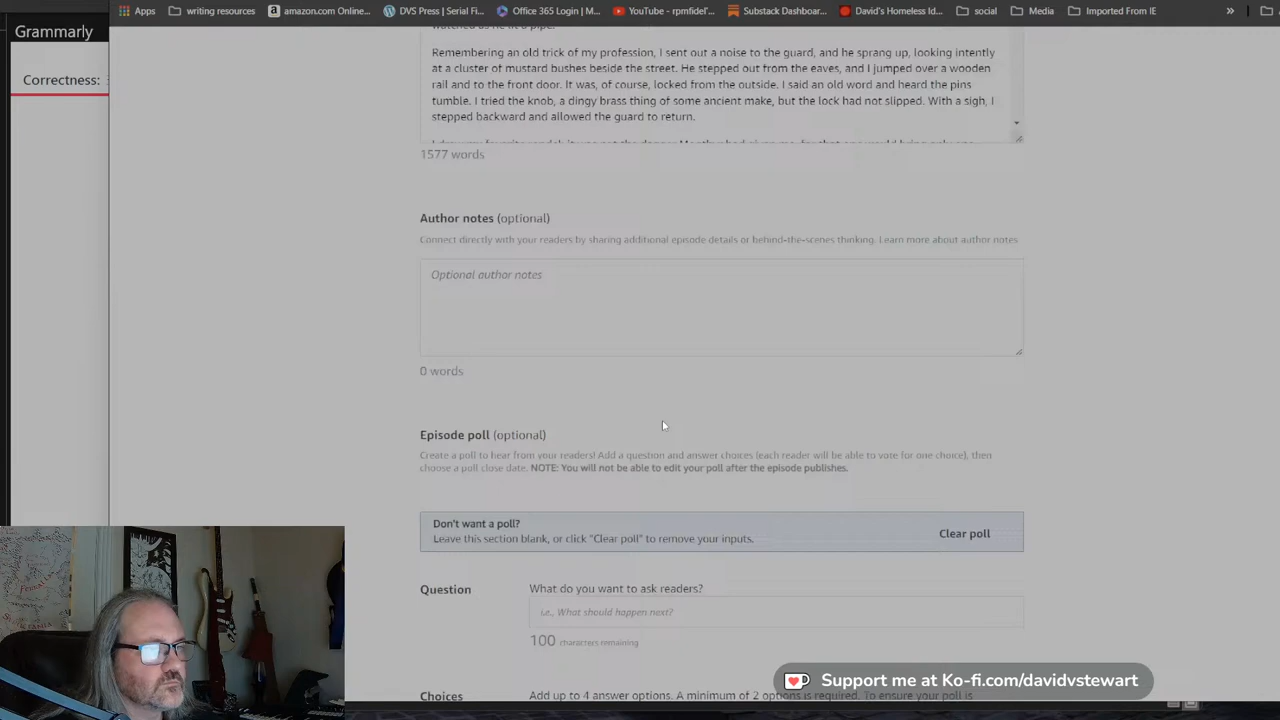 Grammarly
Apps
writing resources
amazon.com Online...
DVS Press | Serial Fi...
Office 365 Login | M...
YouTube - rpmfidel'...
Substack Dashboar...
David's Homeless Id...
social
Media
Imported From IE
»
Correctness:
watched as he lit a pipe.
Remembering an old trick of my profession, I sent out a noise to the guard, and he sprang up, looking intently
at a cluster of mustard bushes beside the street. He stepped out from the eaves, and I jumped over a wooden
rail and to the front door. It was, of course, locked from the outside. I said an old word and heard the pins
tumble. I tried the knob, a dingy brass thing of some ancient make, but the lock had not slipped. With a sigh, I
stepped backward and allowed the guard to return.
1577 words
Author notes (optional)
Connect directly with your readers by sharing additional episode details or behind-the-scenes thinking. Learn more about author notes
Optional author notes
0 words
Episode poll (optional)
Create a poll to hear from your readers! Add a question and answer choices (each reader will be able to vote for one choice), then
choose a poll close date. NOTE: You will not be able to edit your poll after the episode publishes.
Don't want a poll?
Leave this section blank, or click "Clear poll" to remove your inputs.
Clear poll
Question
What do you want to ask readers?
i.e., What should happen next?
100 characters remaining
Support me at Ko-fi.com/davidvstewart
Choices
Add up to 4 answer options. A minimum of 2 options is required. To ensure your poll is